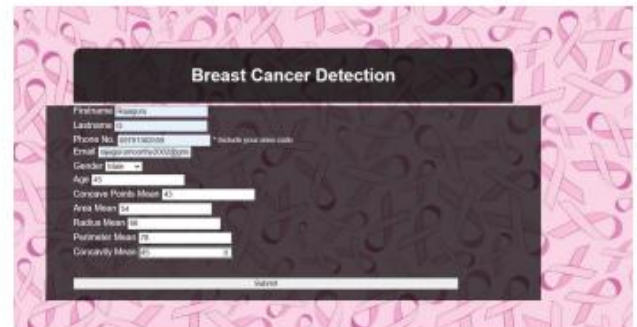 Breast Cancer Detection
Firstname
Lastname
Phone No. * Include your area code
Email
Gender Male
Age 45
Concave Points Mean 43
Area Mean 54
Radius Mean
Perimeter Mean 78
Concavity Mean 45
Submit